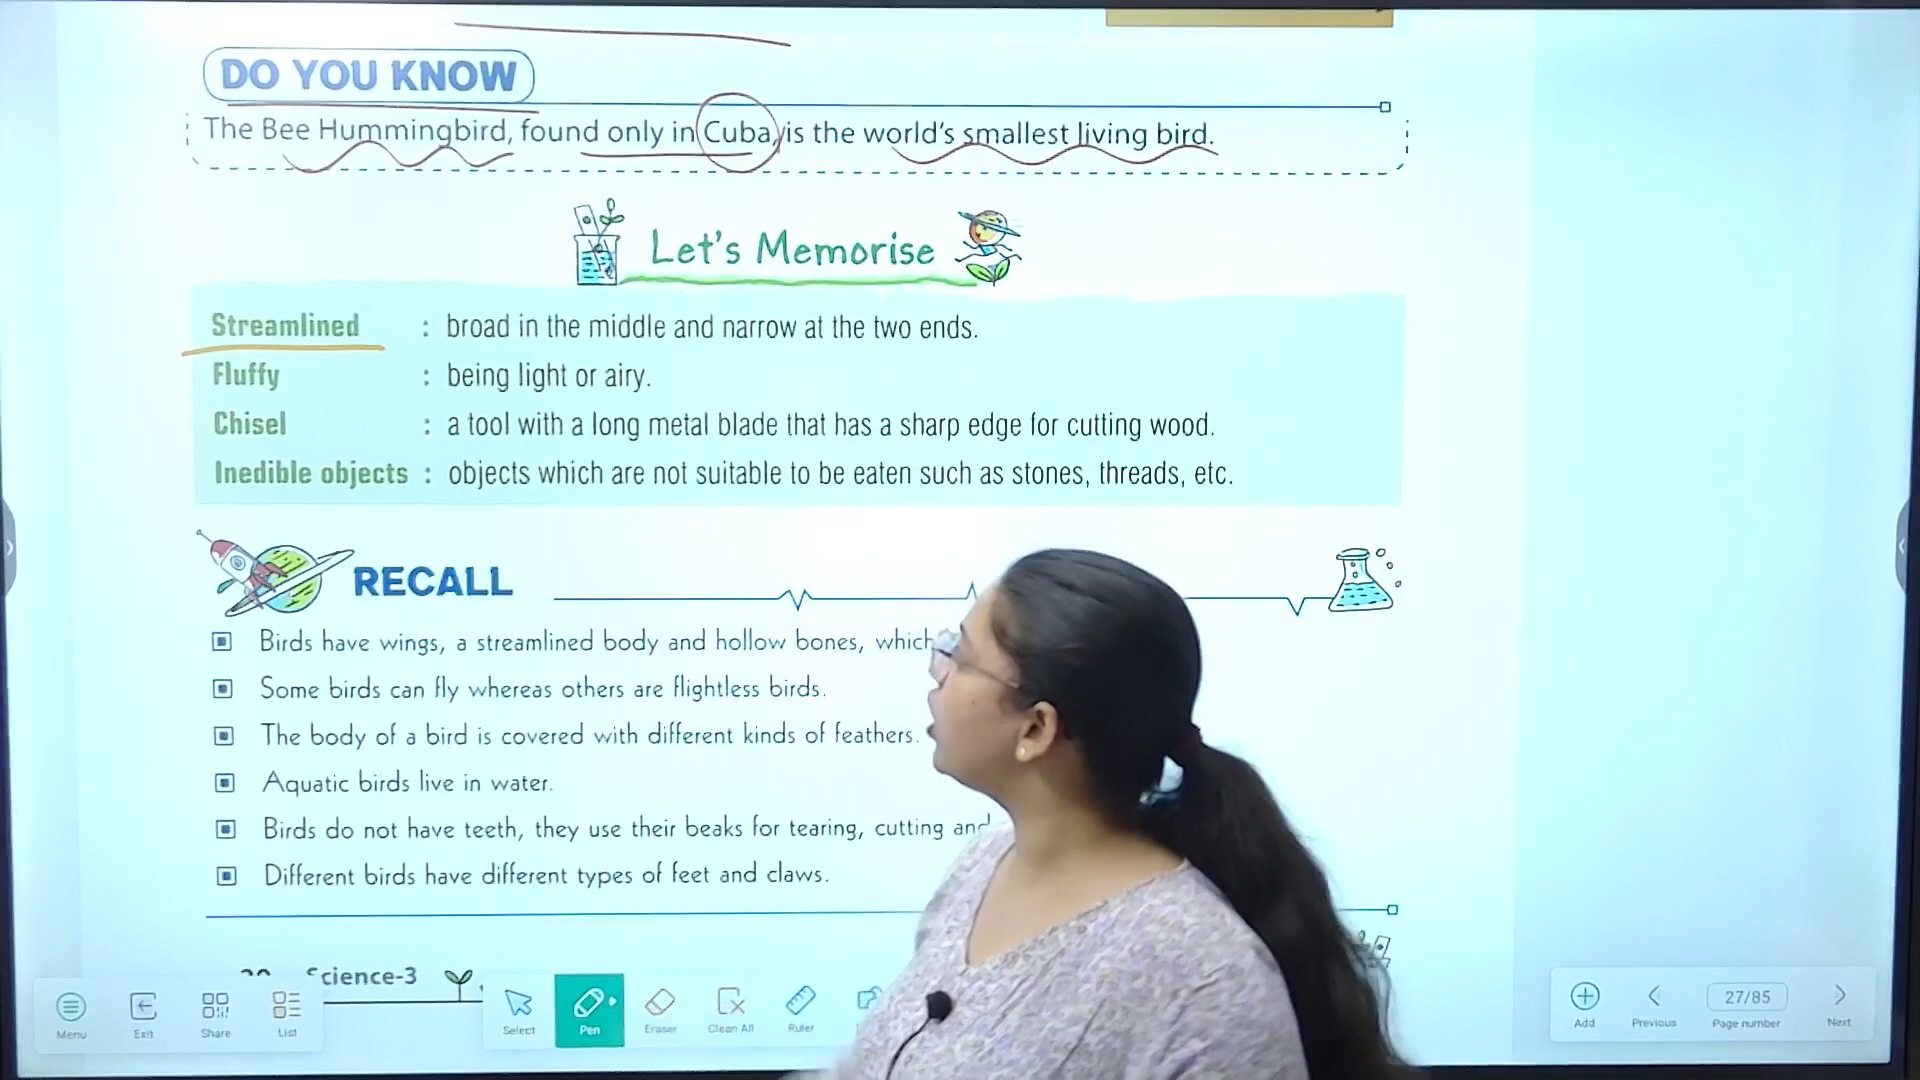 DO YOU KNOW
The Bee Hummingbird, found only in Cuba, is the world's smallest living bird.
Let's Memorise
Streamlined : broad in the middle and narrow at the two ends.
Fluffy : being light or airy.
Chisel : a tool with a long metal blade that has a sharp edge for cutting wood.
Inedible objects : objects which are not suitable to be eaten such as stones, threads, etc.
RECALL
Birds have wings, a streamlined body and hollow bones, which
Some birds can fly whereas others are flightless birds.
The body of a bird is covered with different kinds of feathers.
Aquatic birds live in water.
Birds do not have teeth, they use their beaks for tearing, cutting and
Different birds have different types of feet and claws.
Science-3
Menu Exit Share List Select Pen Eraser Clean All Ruler Add Previous 27/85 Page number Next